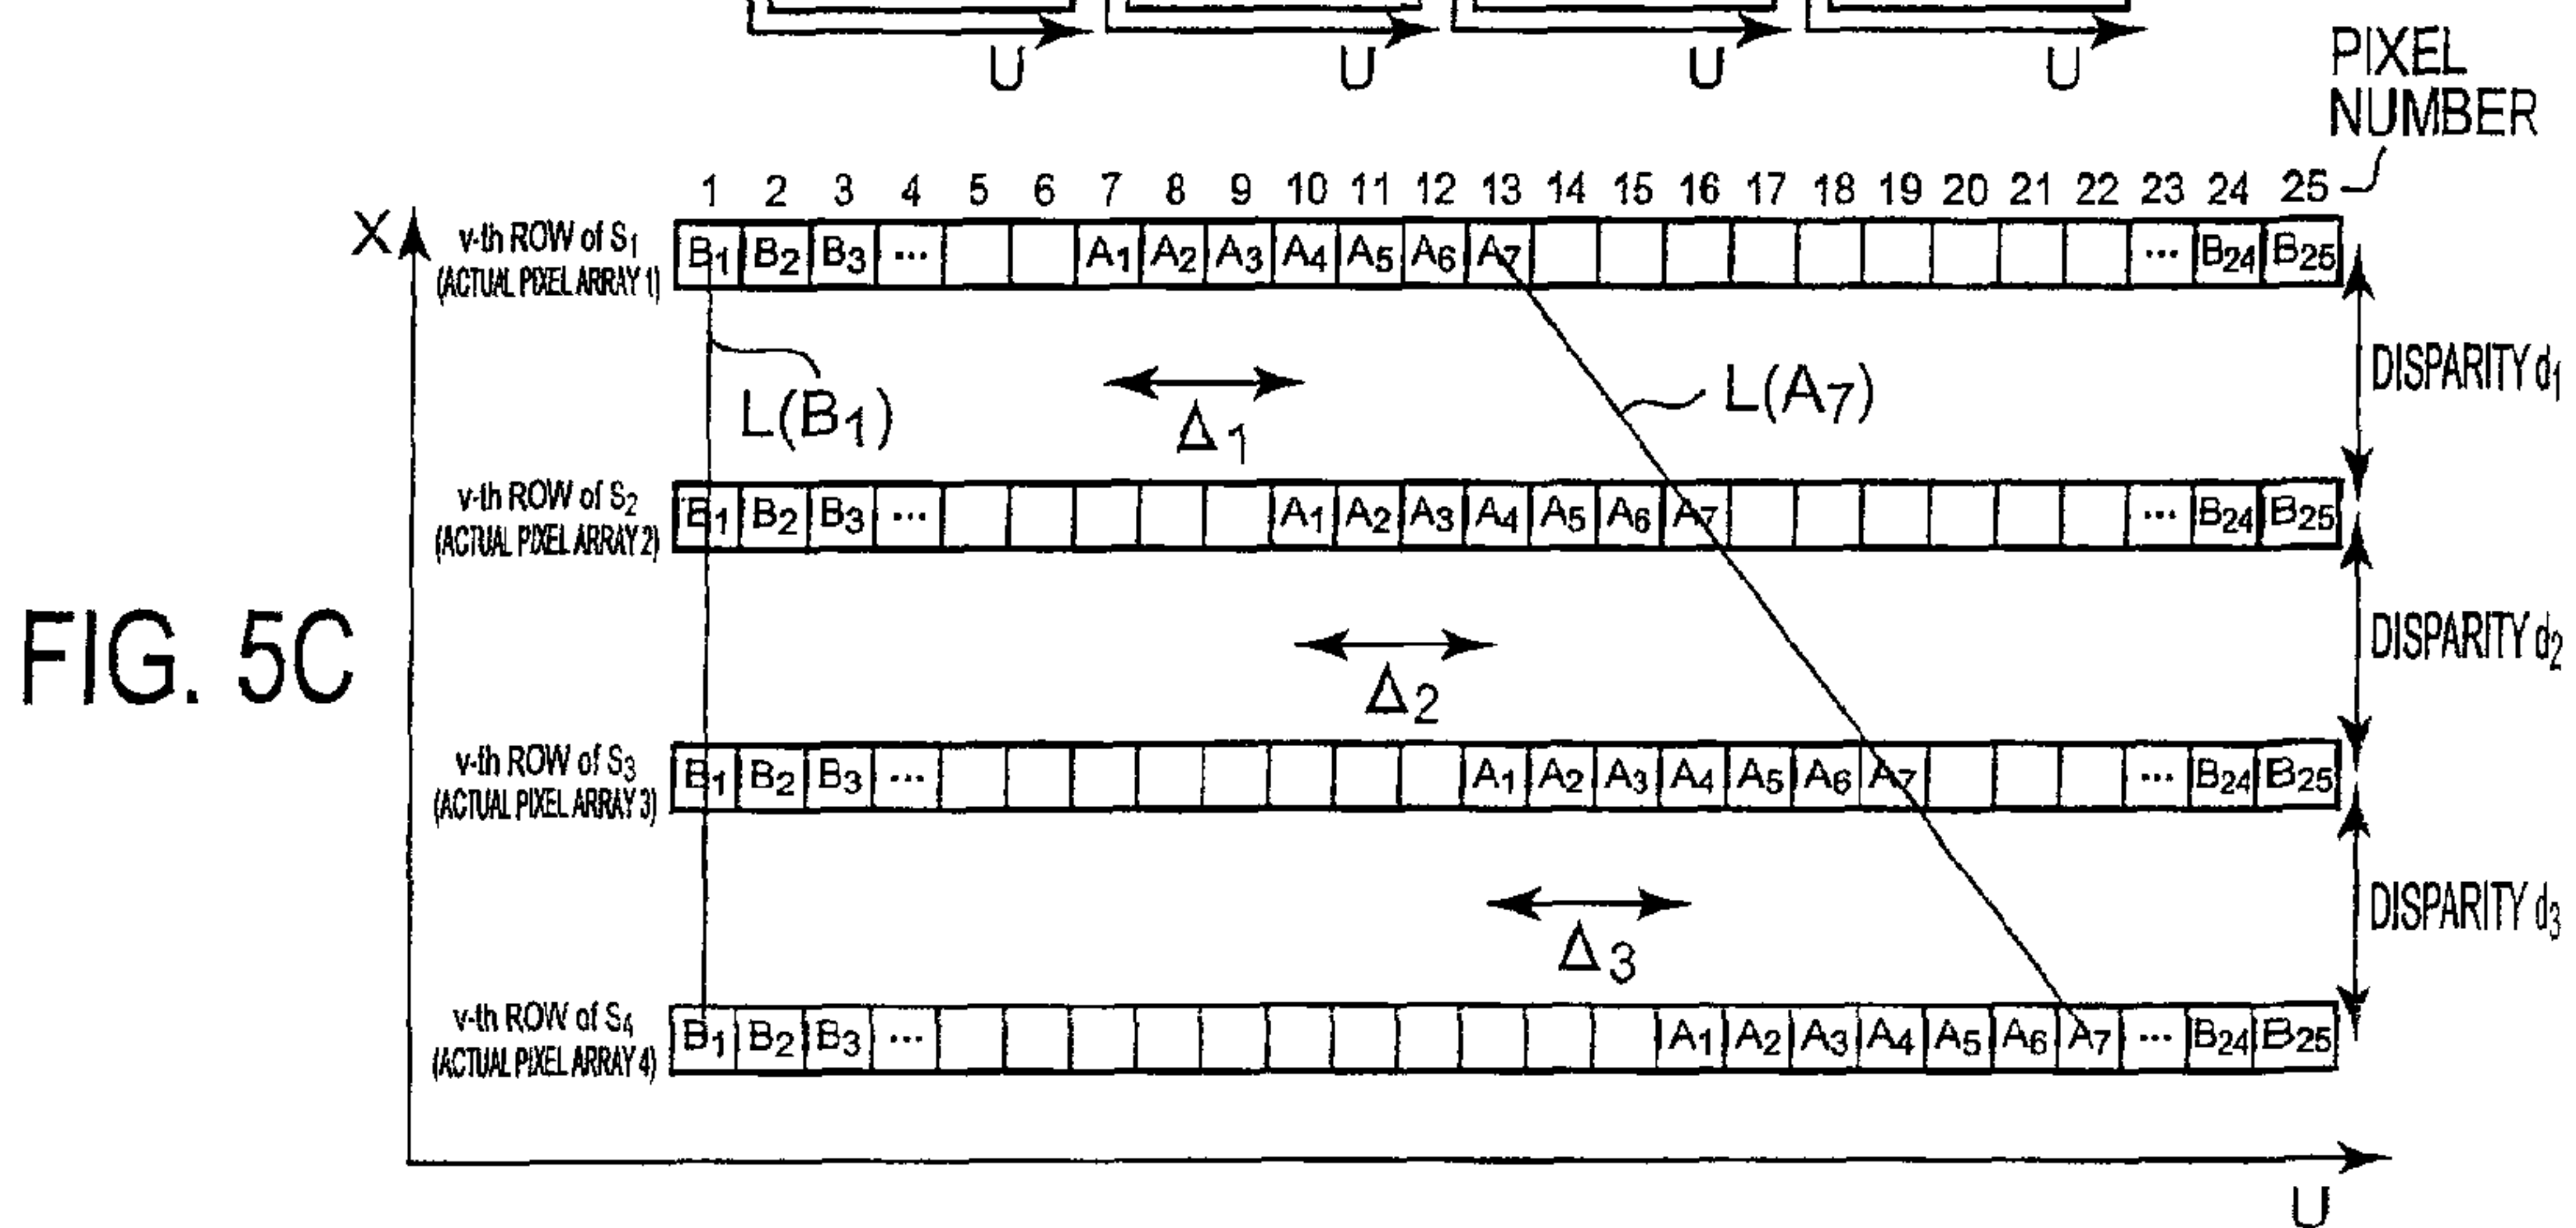 U U U U
PIXEL
NUMBER
1 2 3 4 5 6 7 8 9 10 11 12 13 14 15 16 17 18 19 20 21 22 23 24 25
X
v-th ROW of S1
(ACTUAL PIXEL ARRAY 1)
B1 B2 B3 ... A1 A2 A3 A4 A5 A6 A7 ... B24 B25
L(B1)
Δ1
L(A7)
DISPARITY d1
v-th ROW of S2
(ACTUAL PIXEL ARRAY 2)
B1 B2 B3 ... A1 A2 A3 A4 A5 A6 A7 ... B24 B25
FIG. 5C
Δ2
DISPARITY d2
v-th ROW of S3
(ACTUAL PIXEL ARRAY 3)
B1 B2 B3 ... A1 A2 A3 A4 A5 A6 A7 ... B24 B25
Δ3
DISPARITY d3
v-th ROW of S4
(ACTUAL PIXEL ARRAY 4)
B1 B2 B3 ... A1 A2 A3 A4 A5 A6 A7 ... B24 B25
U